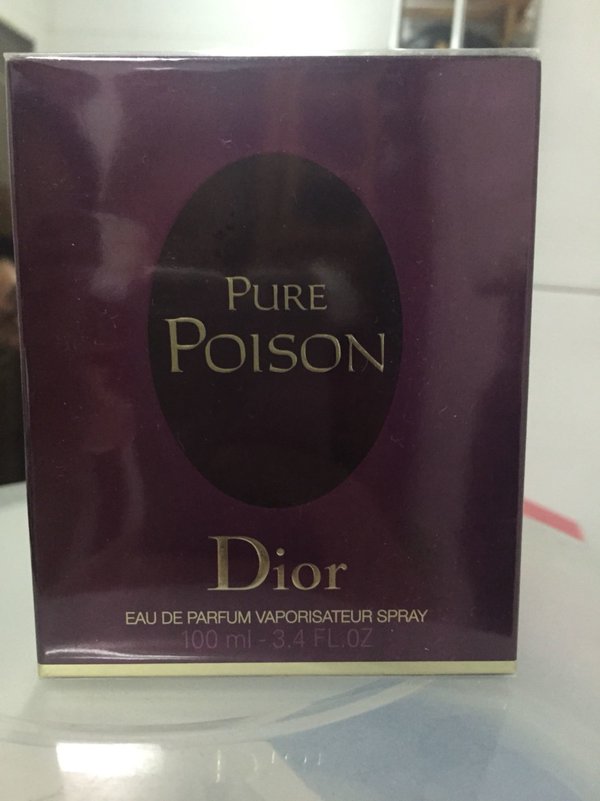 PURE
POISON
Dior
EAU DE PARFUM VAPORISATEUR SPRAY
100 ml - 3.4 FL.OZ